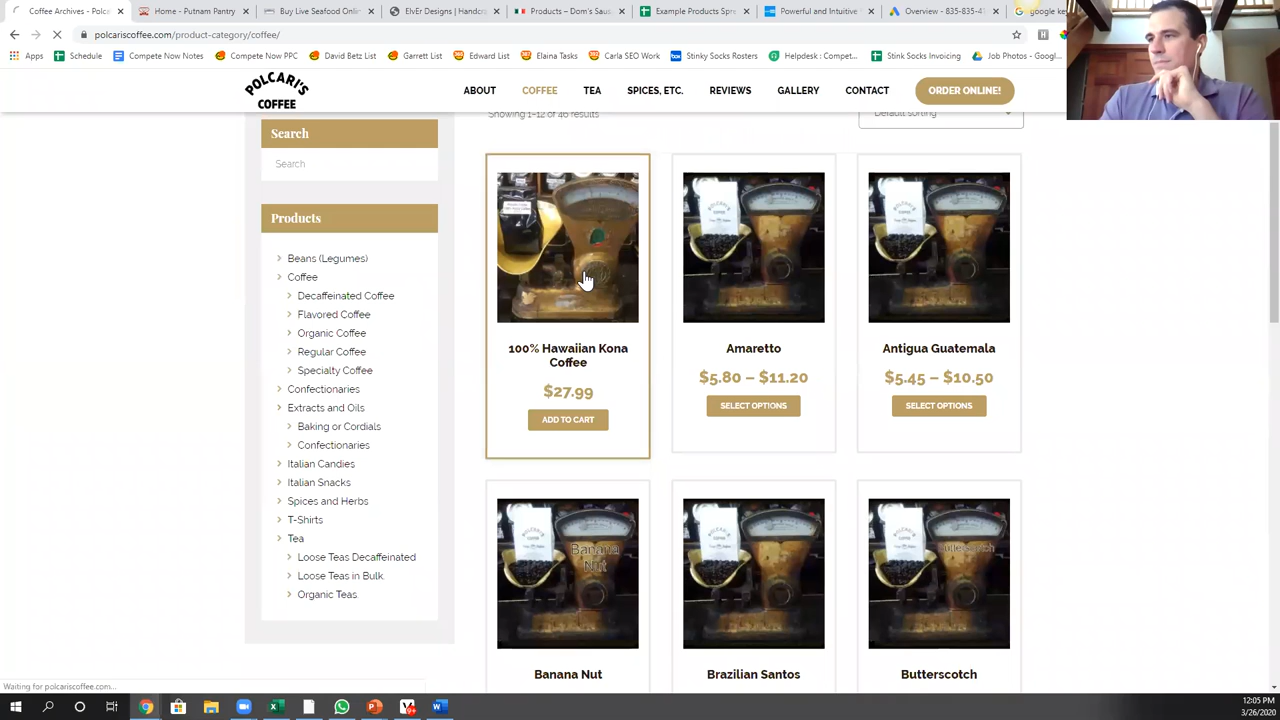 Coffee Archives - Polca
Home - Putnam Pantry
Buy Live Seafood Onli
ElvEr Designs | Handcr
Products – Dom's Sau
Example Products Spre
Powerful and Intuitive
Overview - 835-835-41
google key
polcariscoffee.com/product-category/coffee/
Apps
Schedule
Compete Now Notes
Compete Now PPC
David Betz List
Garrett List
Edward List
Elaina Tasks
Carla SEO Work
Stinky Socks Rosters
Helpdesk : Compet...
Stink Socks Invoicing
Job Photos - Googl...
POLCARI'S
COFFEE
ABOUT
COFFEE
TEA
SPICES, ETC.
REVIEWS
GALLERY
CONTACT
ORDER ONLINE!
Showing 1–12 of 40 results
Default sorting
Search
Search
Products
Beans (Legumes)
Coffee
Decaffeinated Coffee
Flavored Coffee
Organic Coffee
Regular Coffee
Specialty Coffee
Confectionaries
Extracts and Oils
Baking or Cordials
Confectionaries
Italian Candies
Italian Snacks
Spices and Herbs
T-Shirts
Tea
Loose Teas Decaffeinated
Loose Teas in Bulk
Organic Teas
100% Hawaiian Kona
Coffee
$27.99
ADD TO CART
Amaretto
$5.80 – $11.20
SELECT OPTIONS
Antigua Guatemala
$5.45 – $10.50
SELECT OPTIONS
Banana
Nut
Butterscotch
Banana Nut
Brazilian Santos
Butterscotch
Waiting for polcariscoffee.com...
12:05 PM
3/26/2020